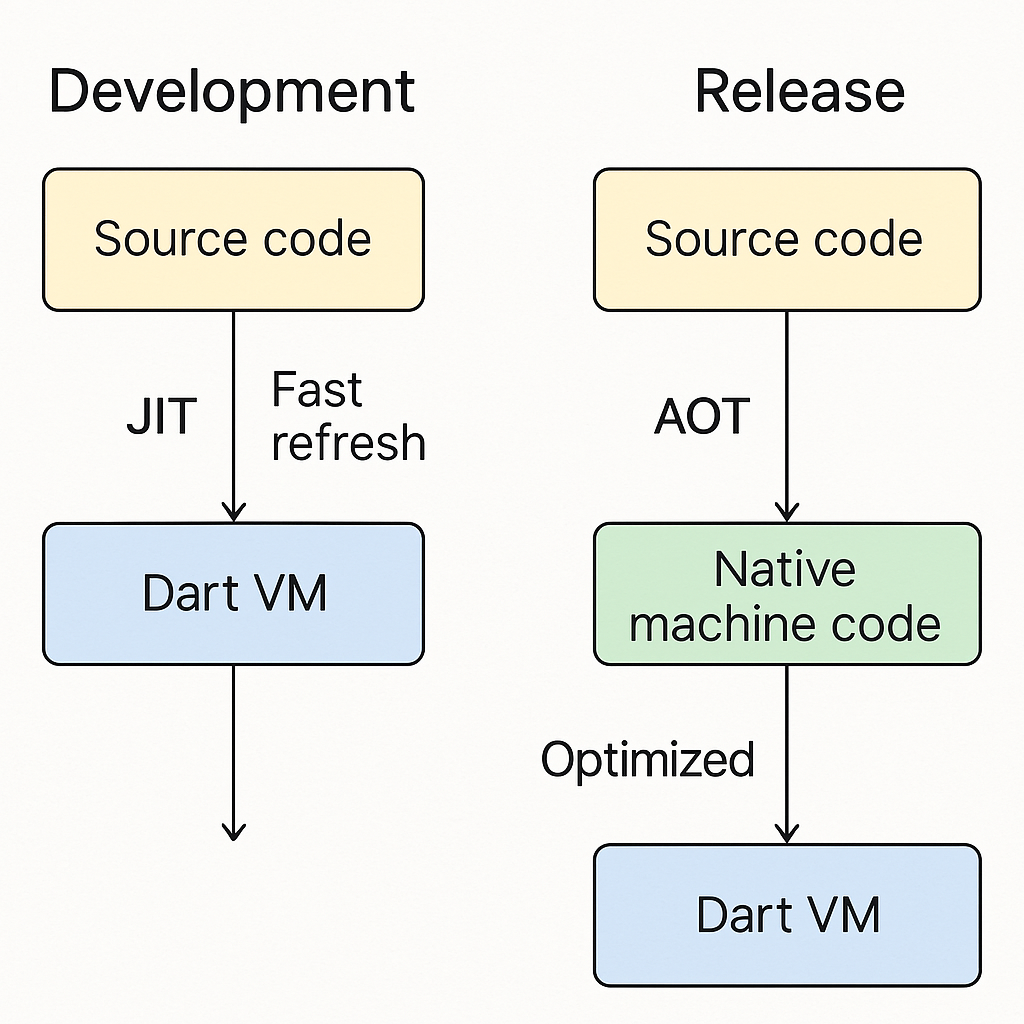 Development
Source code
JIT
Fast
refresh
Dart VM
Release
Source code
AOT
Native
machine code
Optimized
Dart VM